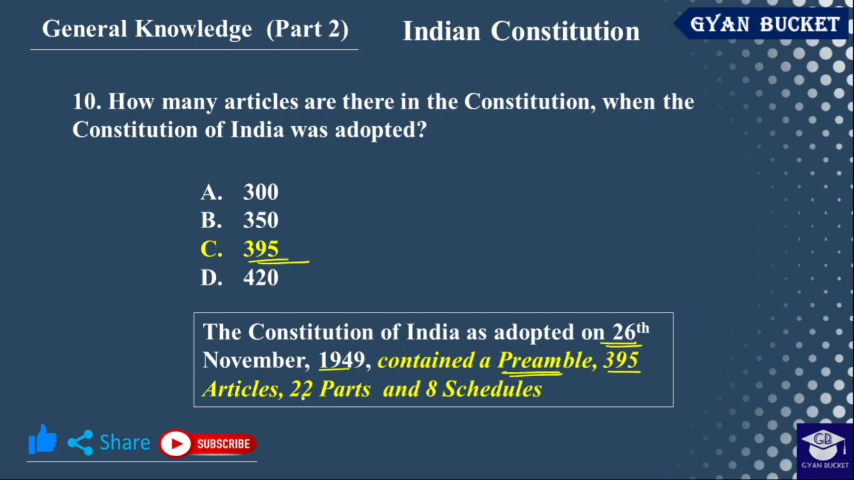 General Knowledge (Part 2)
Indian Constitution
GYAN BUCKET
10. How many articles are there in the Constitution, when the
Constitution of India was adopted?
A. 300
B. 350
C. 395
D. 420
The Constitution of India as adopted on 26th
November, 1949, contained a Preamble, 395
Articles, 22 Parts and 8 Schedules
Share
SUBSCRIBE
GB
GYAN BUCKET